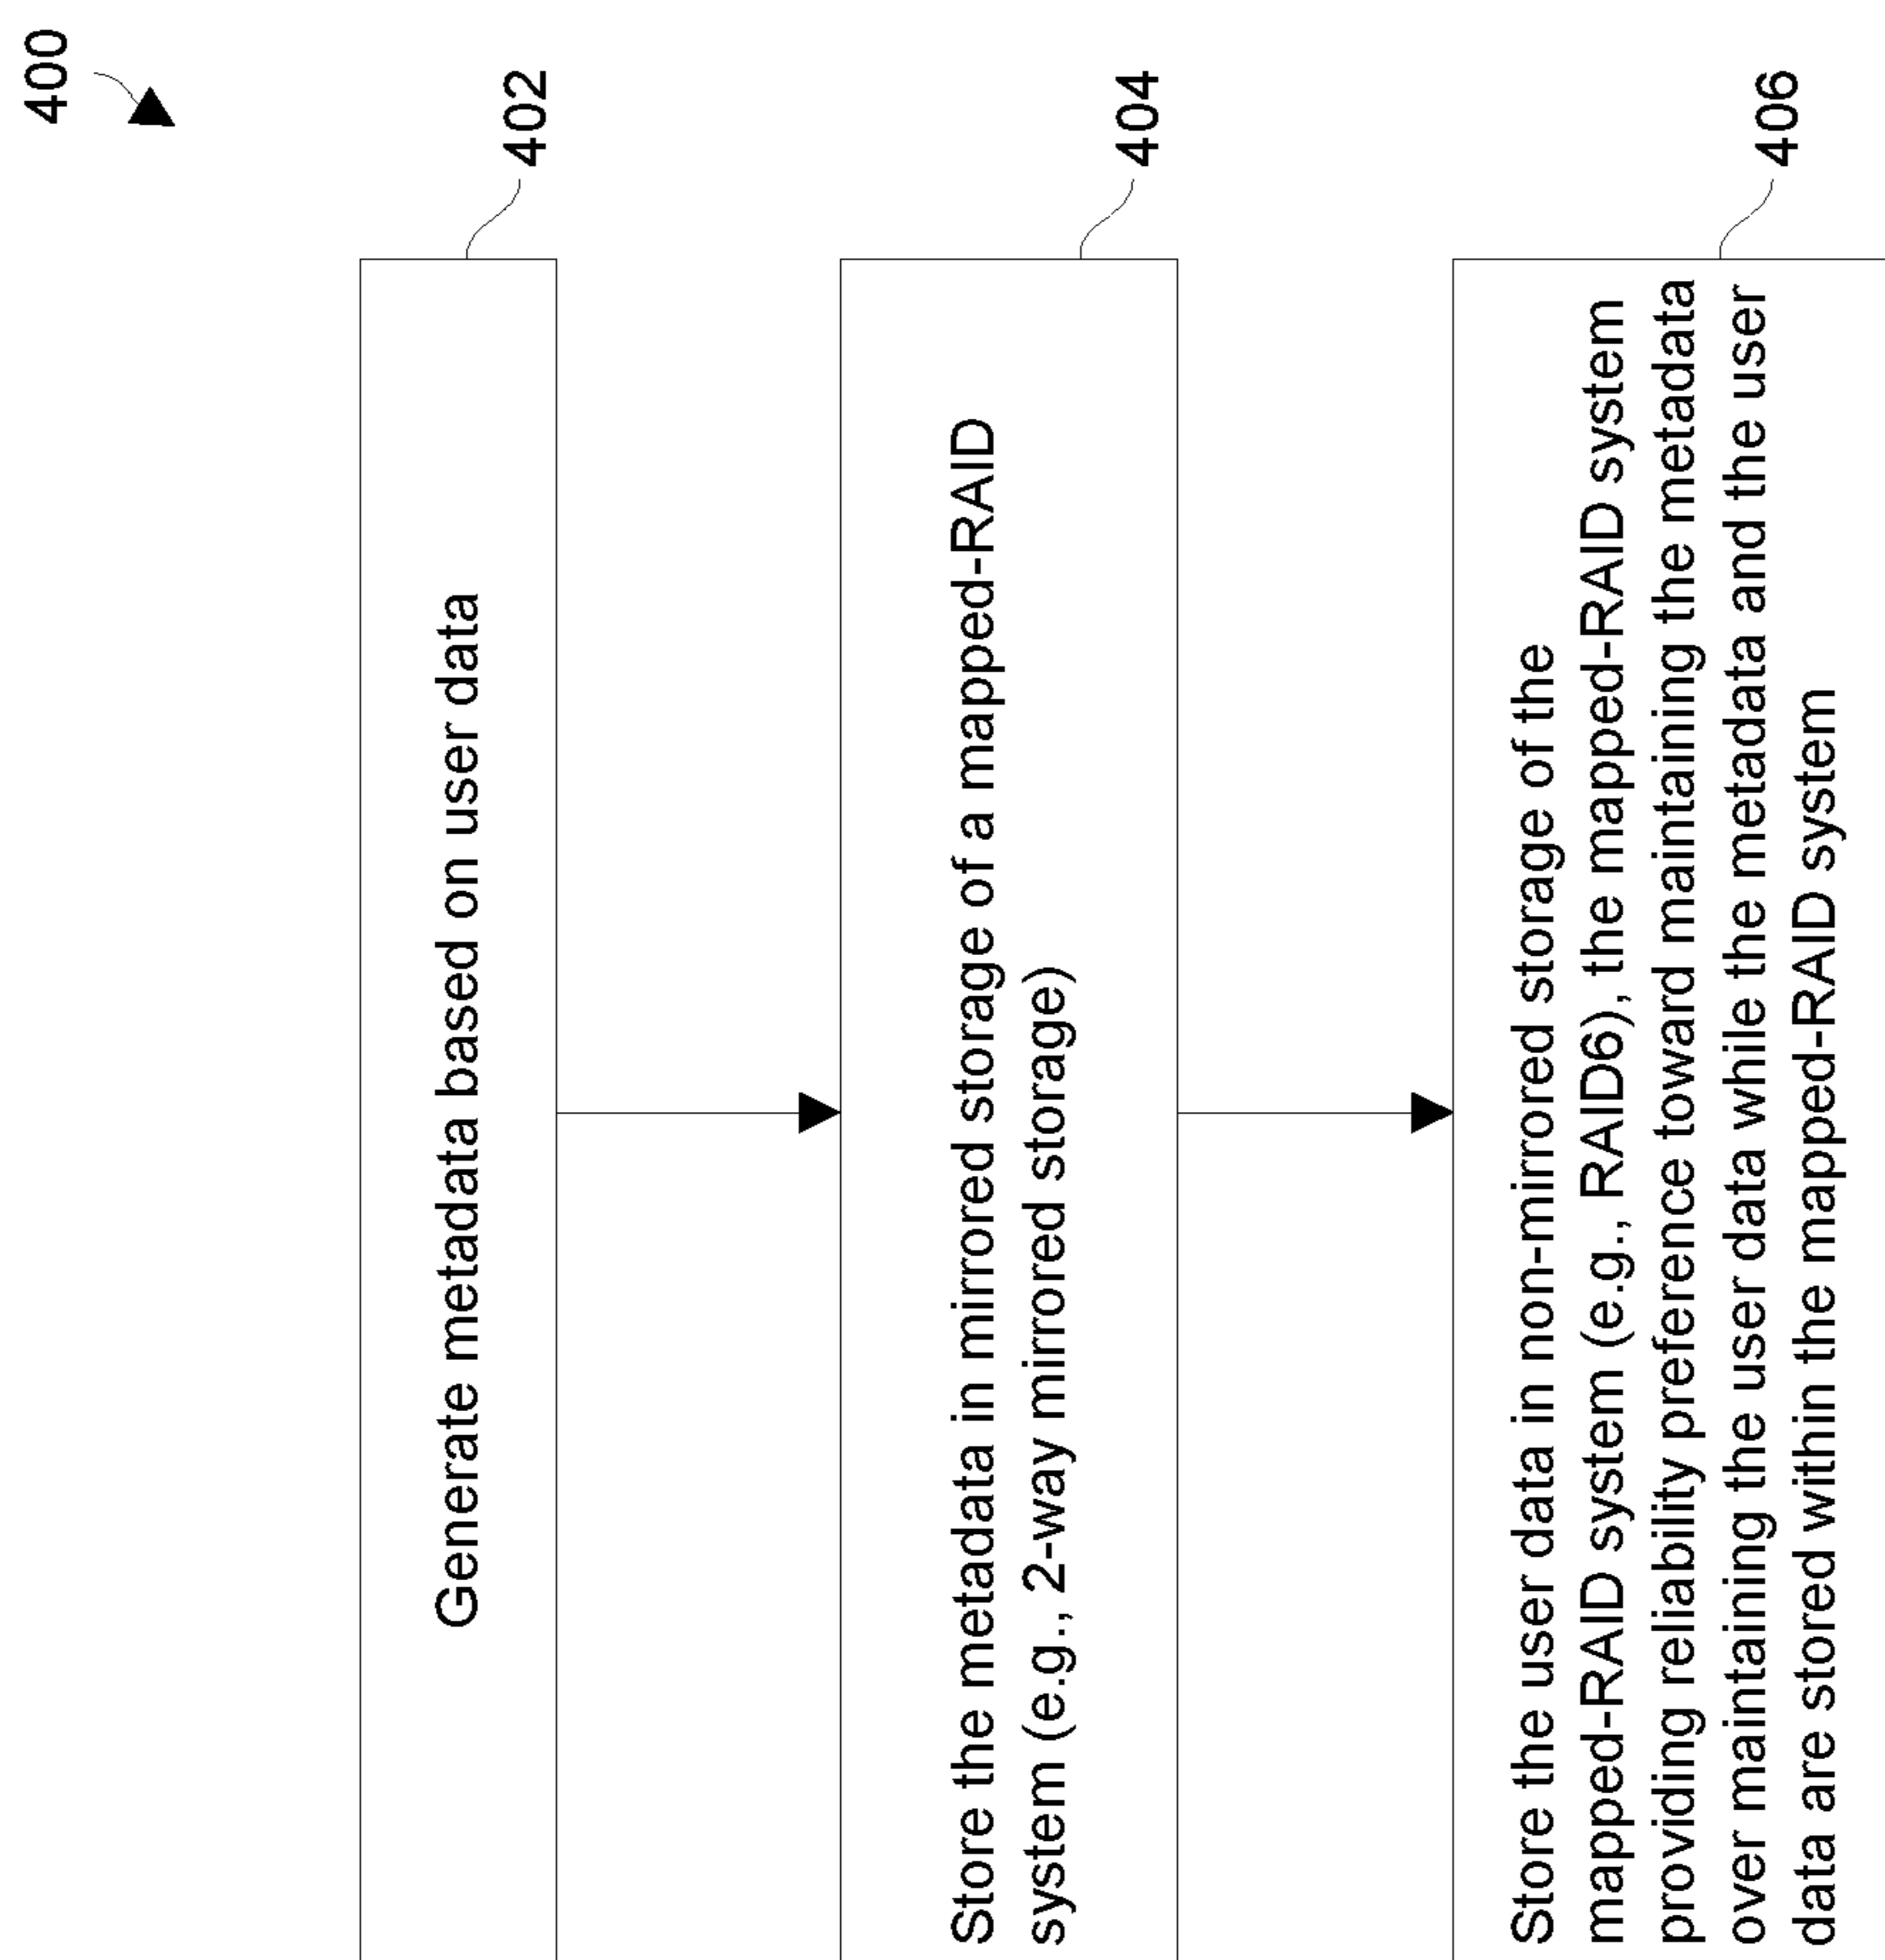 400
Generate metadata based on user data
402
Store the metadata in mirrored storage of a mapped-RAID
system (e.g., 2-way mirrored storage)
404
Store the user data in non-mirrored storage of the
mapped-RAID system (e.g., RAID6), the mapped-RAID system
providing reliability preference toward maintaining the metadata
over maintaining the user data while the metadata and the user
data are stored within the mapped-RAID system
406